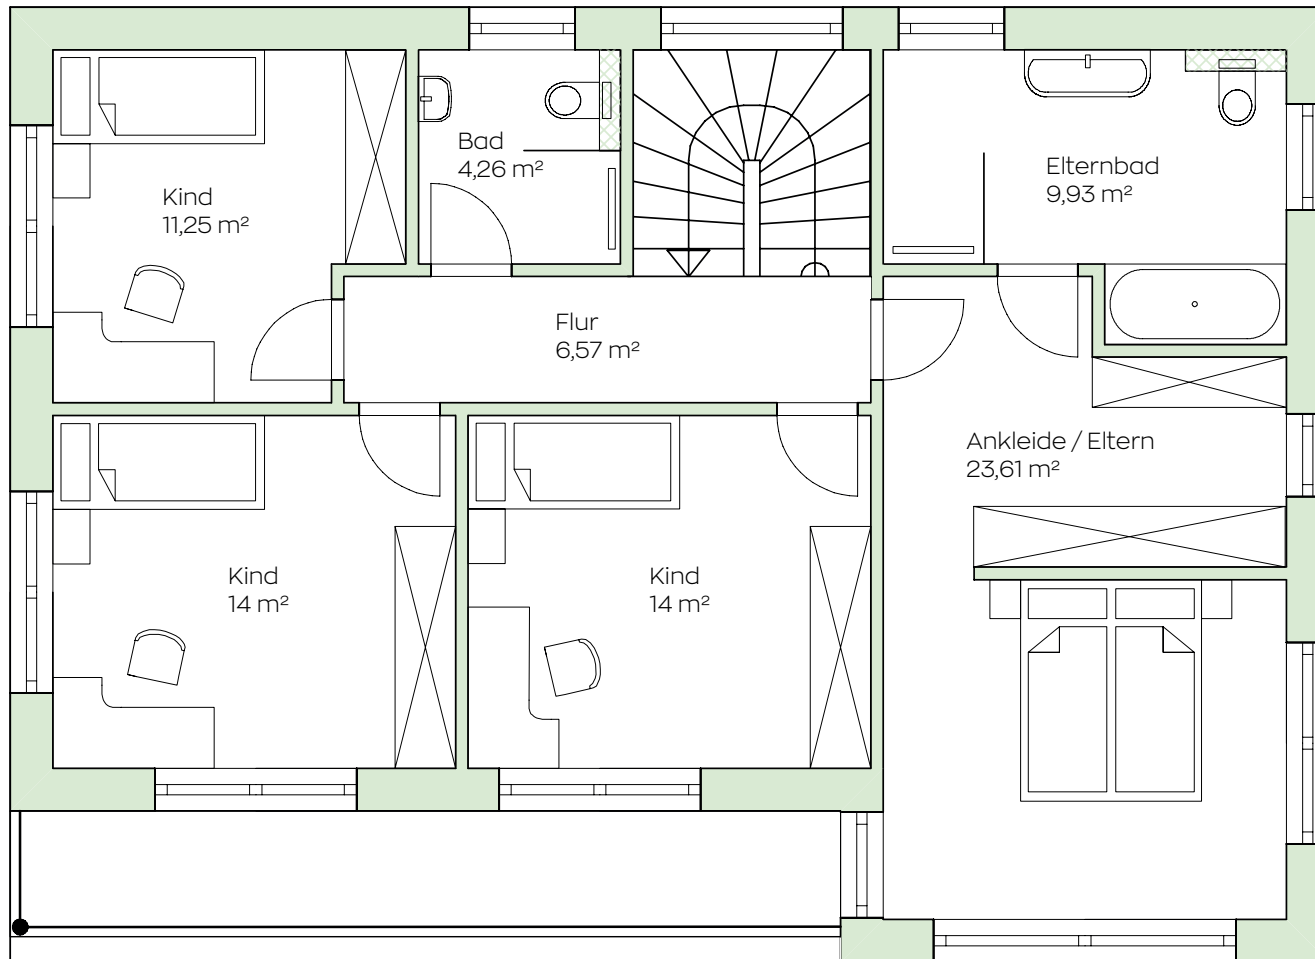 Kind
11,25 m²
Bad
4,26 m²
Elternbad
9,93 m²
Flur
6,57 m²
Ankleide / Eltern
23,61 m²
Kind
14 m²
Kind
14 m²